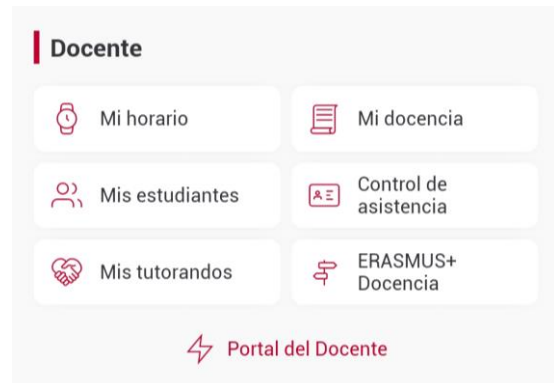 Docente
Mi horario
Mi docencia
Mis estudiantes
Control de
asistencia
Mis tutorandos
ERASMUS+
Docencia
Portal del Docente